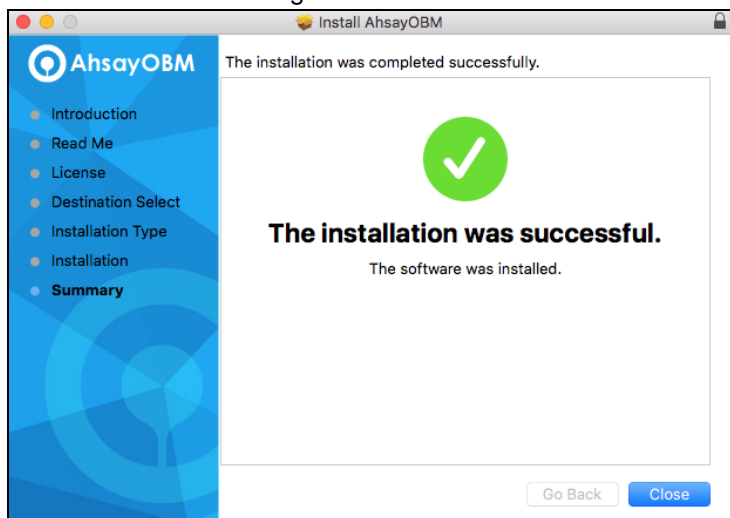 Install AhsayOBM
AhsayOBM
The installation was completed successfully.
Introduction
Read Me
License
Destination Select
Installation Type
Installation
Summary
The installation was successful.
The software was installed.
Go Back
Close